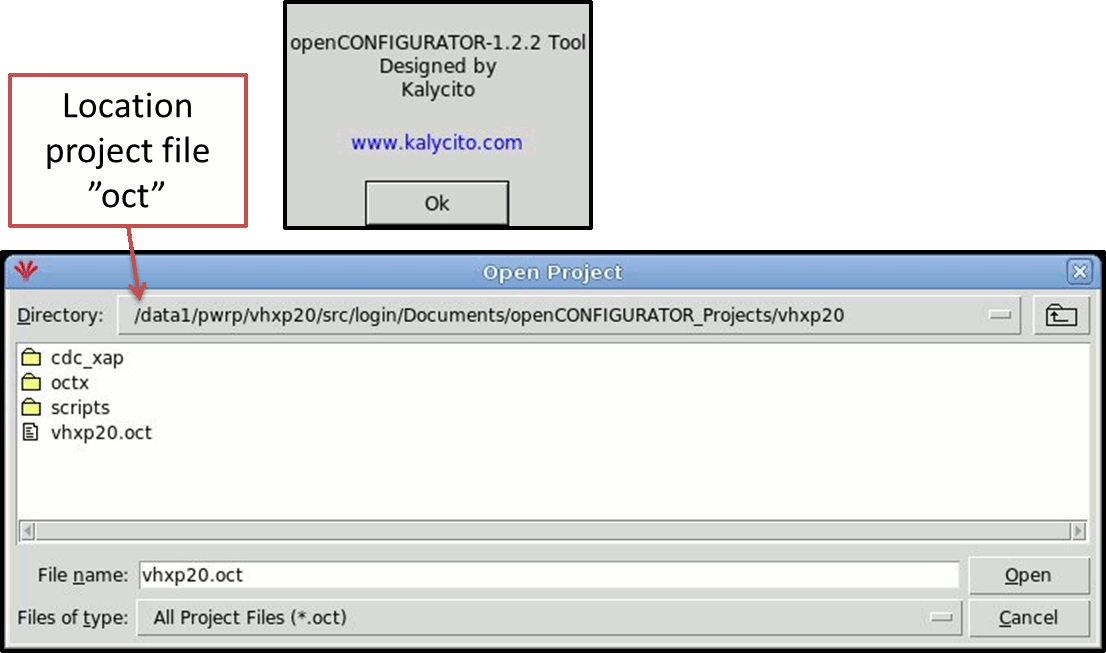 openCONFIGURATOR-1.2.2 Tool
Designed by
Kalycito
www.kalycito.com
Ok
Location
project file
”oct”
Open Project
Directory: /data1/pwrp/vhxp20/src/login/Documents/openCONFIGURATOR_Projects/vhxp20
cdc_xap
octx
scripts
vhxp20.oct
File name: vhxp20.oct Open
Files of type: All Project Files (*.oct) Cancel